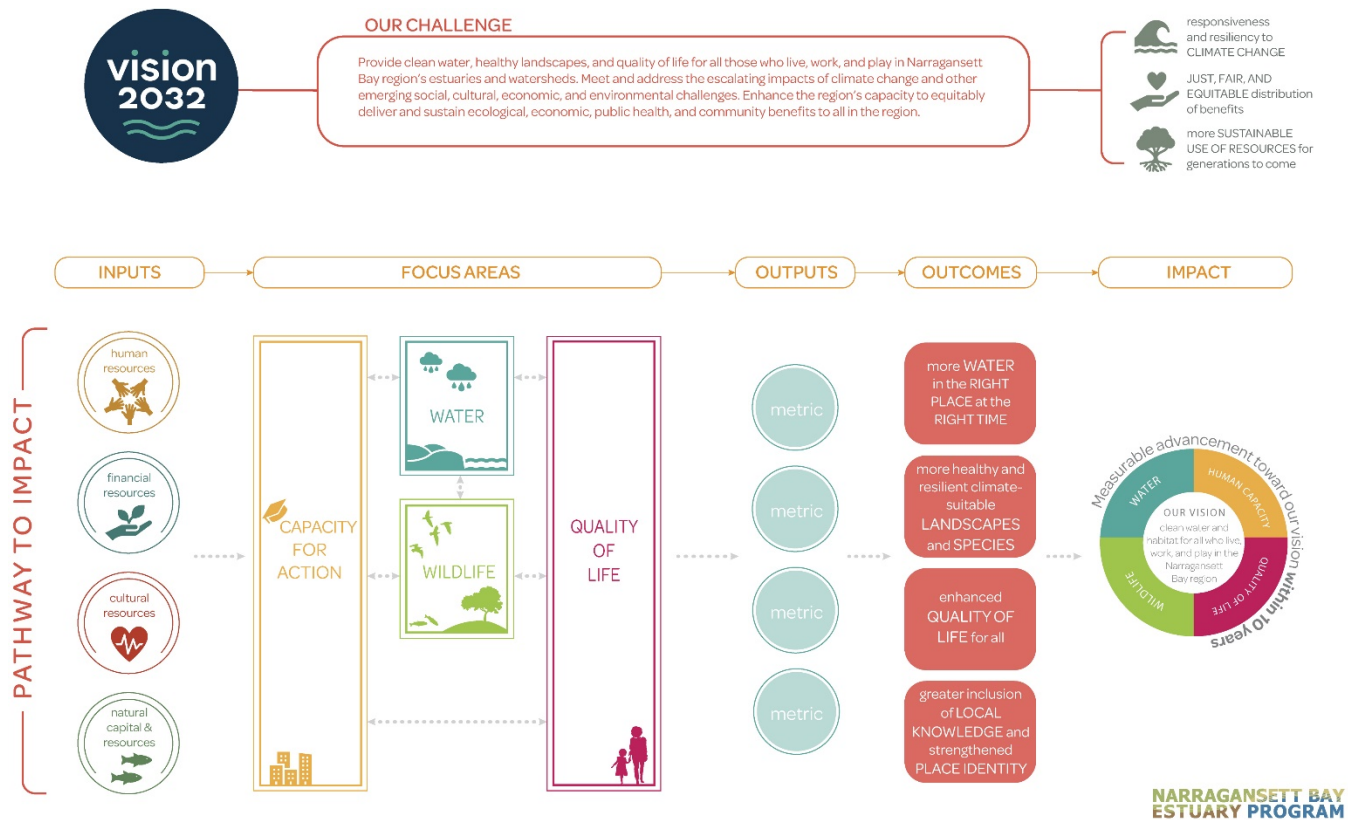 vision
2032
OUR CHALLENGE
Provide clean water, healthy landscapes, and quality of life for all those who live, work, and play in Narragansett
Bay region's estuaries and watersheds. Meet and address the escalating impacts of climate change and other
emerging social, cultural, economic, and environmental challenges. Enhance the region's capacity to equitably
deliver and sustain ecological, economic, public health, and community benefits to all in the region.
responsiveness
and resiliency to
CLIMATE CHANGE
JUST, FAIR, AND
EQUITABLE distribution
of benefits
more SUSTAINABLE
USE OF RESOURCES for
generations to come
INPUTS
FOCUS AREAS
OUTPUTS
OUTCOMES
IMPACT
PATHWAY TO IMPACT
human
resources
financial
resources
cultural
resources
natural
capital &
resources
CAPACITY
FOR
ACTION
WATER
WILDLIFE
QUALITY
OF
LIFE
metric
metric
metric
metric
more WATER
in the RIGHT
PLACE at the
RIGHT TIME
more healthy and
resilient climate-
suitable
LANDSCAPES
and SPECIES
enhanced
QUALITY OF
LIFE for all
greater inclusion
of LOCAL
KNOWLEDGE and
strengthened
PLACE IDENTITY
Measurable advancement toward our vision within 10 years
WATER
HUMAN CAPACITY
WILDLIFE
QUALITY OF LIFE
OUR VISION
clean water and
habitat for all who live,
work, and play in the
Narragansett
Bay region
NARRAGANSETT BAY
ESTUARY PROGRAM